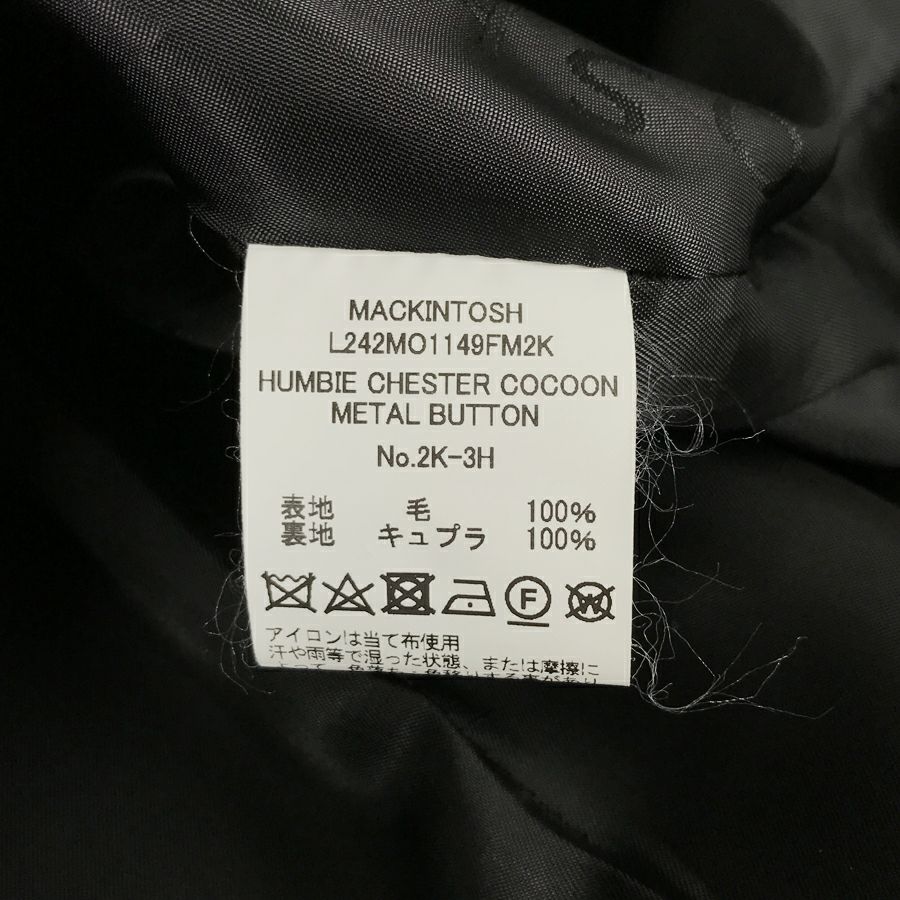 S
MACKINTOSH
L242MO1149FM2K
HUMBIE CHESTER COCOON
METAL BUTTON
No.2K-3H
表地 毛 100%
裏地 キュプラ 100%
F W
アイロンは当て布使用
汗や雨等で湿った状態、または摩擦に